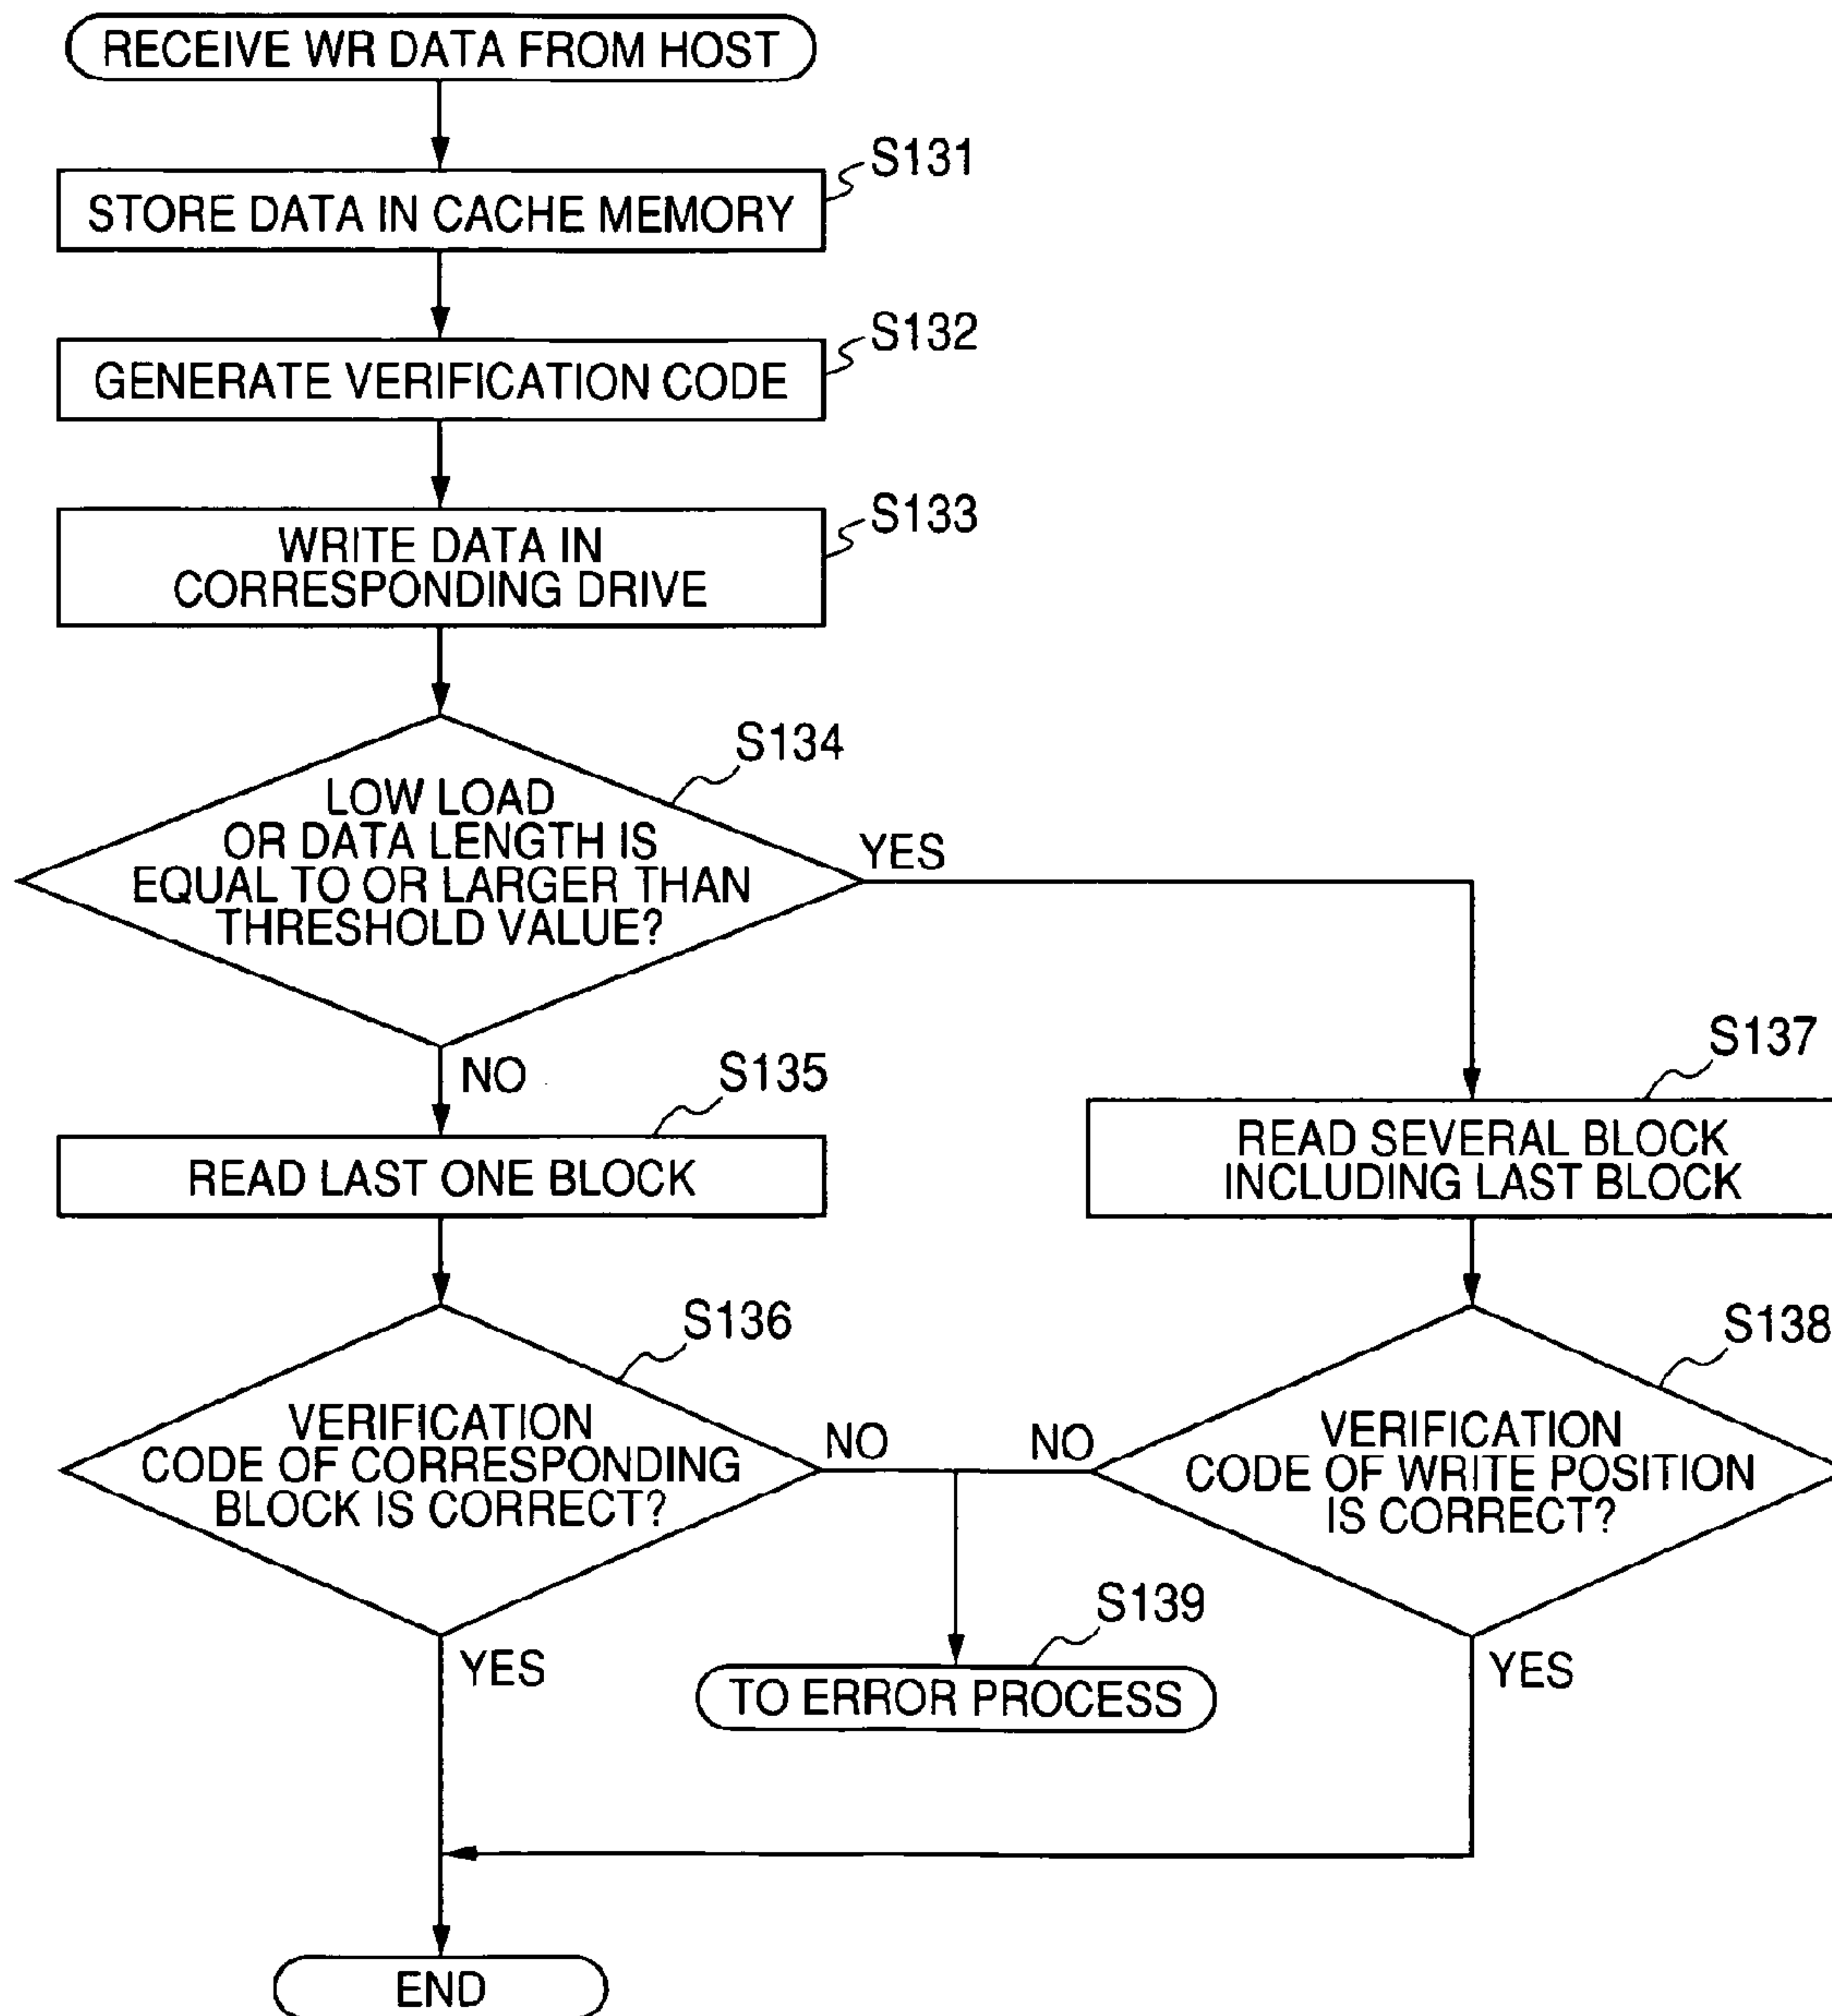 RECEIVE WR DATA FROM HOST
S131
STORE DATA IN CACHE MEMORY
S132
GENERATE VERIFICATION CODE
S133
WRITE DATA IN
CORRESPONDING DRIVE
S134
LOW LOAD
OR DATA LENGTH IS
EQUAL TO OR LARGER THAN
THRESHOLD VALUE?
YES
NO
S135
READ LAST ONE BLOCK
S137
READ SEVERAL BLOCK
INCLUDING LAST BLOCK
S136
VERIFICATION
CODE OF CORRESPONDING
BLOCK IS CORRECT?
NO
NO
S138
VERIFICATION
CODE OF WRITE POSITION
IS CORRECT?
S139
TO ERROR PROCESS
YES
YES
END